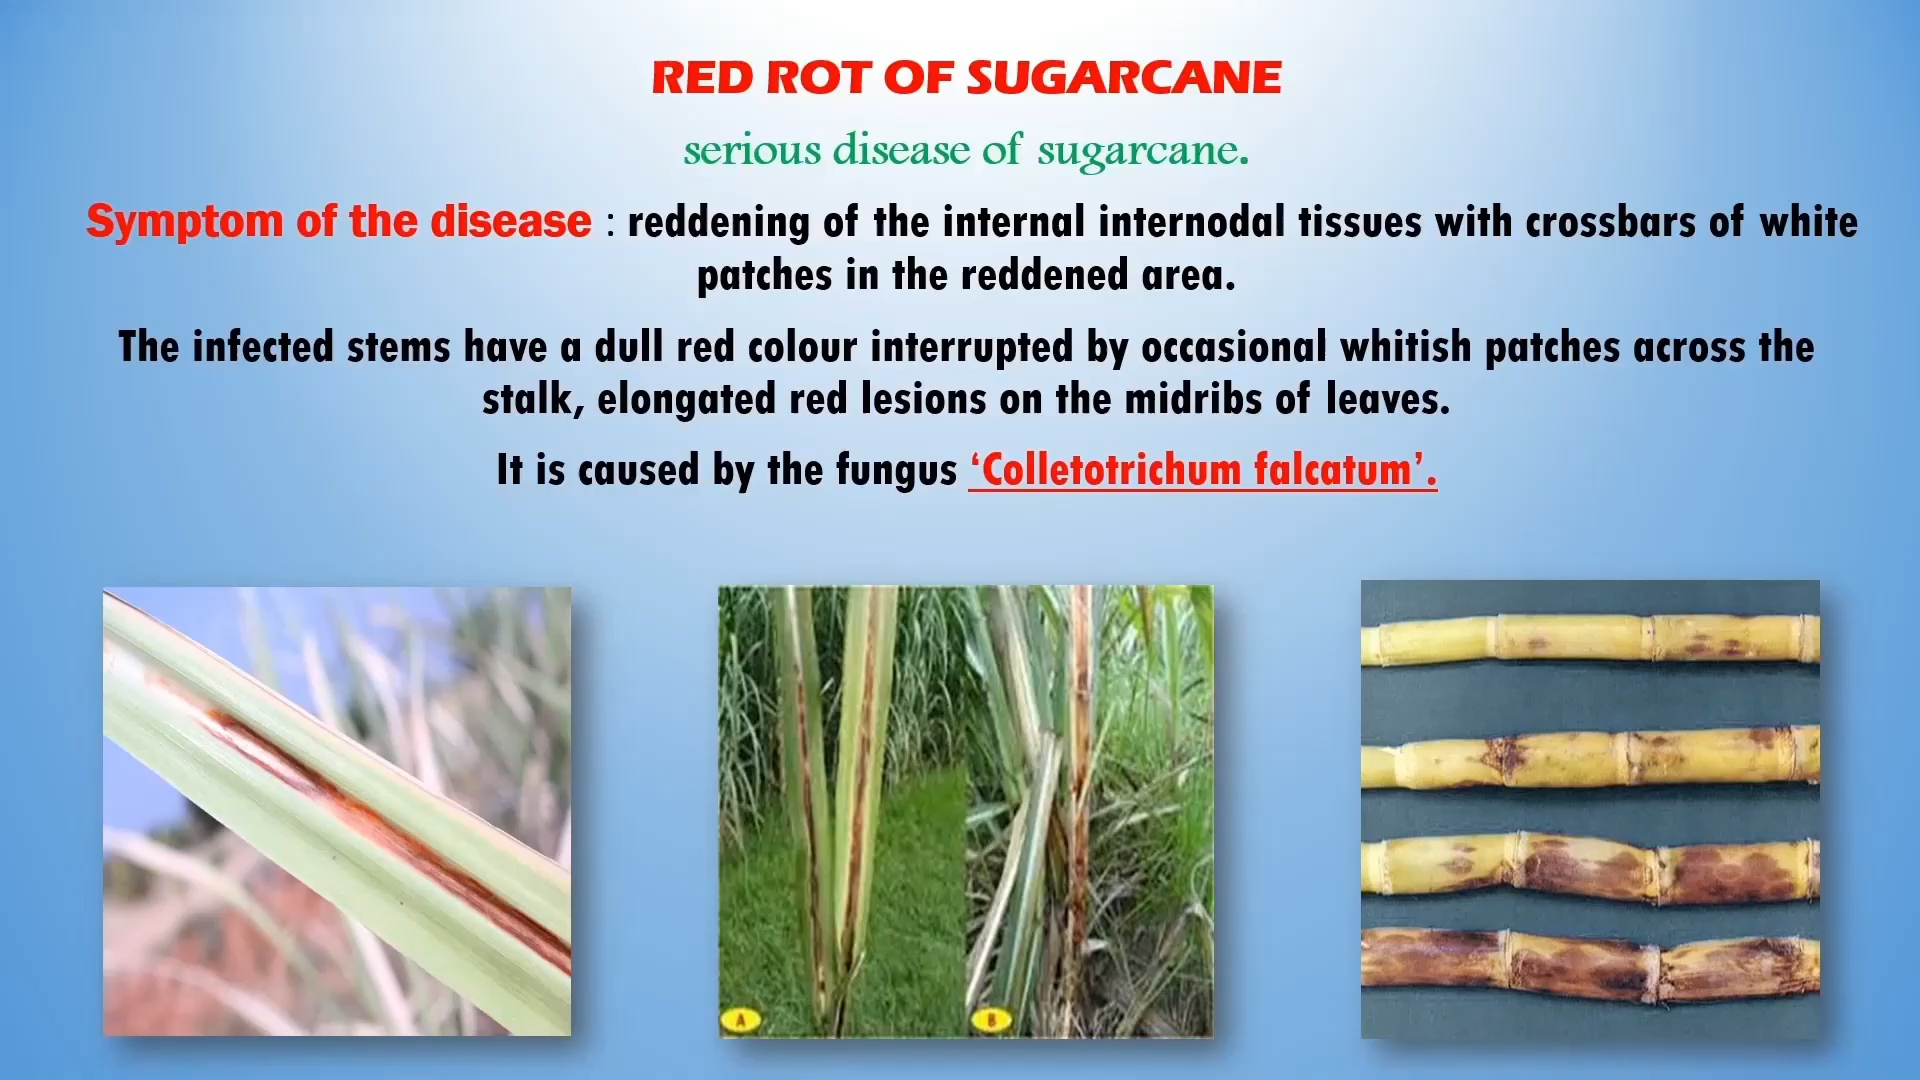 RED ROT OF SUGARCANE
serious disease of sugarcane.
Symptom of the disease : reddening of the internal internodal tissues with crossbars of white
patches in the reddened area.
The infected stems have a dull red colour interrupted by occasional whitish patches across the
stalk, elongated red lesions on the midribs of leaves.
It is caused by the fungus ‘Colletotrichum falcatum’.
A
B